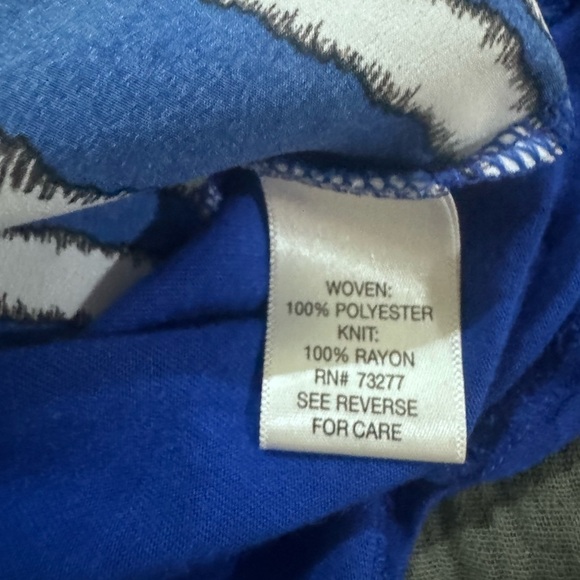 WOVEN:
100% POLYESTER
KNIT:
100% RAYON
RN# 73277
SEE REVERSE
FOR CARE